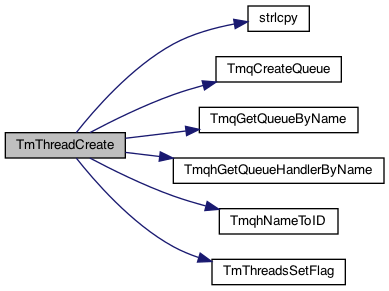 strlcpy
TmqCreateQueue
TmqGetQueueByName
TmThreadCreate
TmqhGetQueueHandlerByName
TmqhNameToID
TmThreadsSetFlag